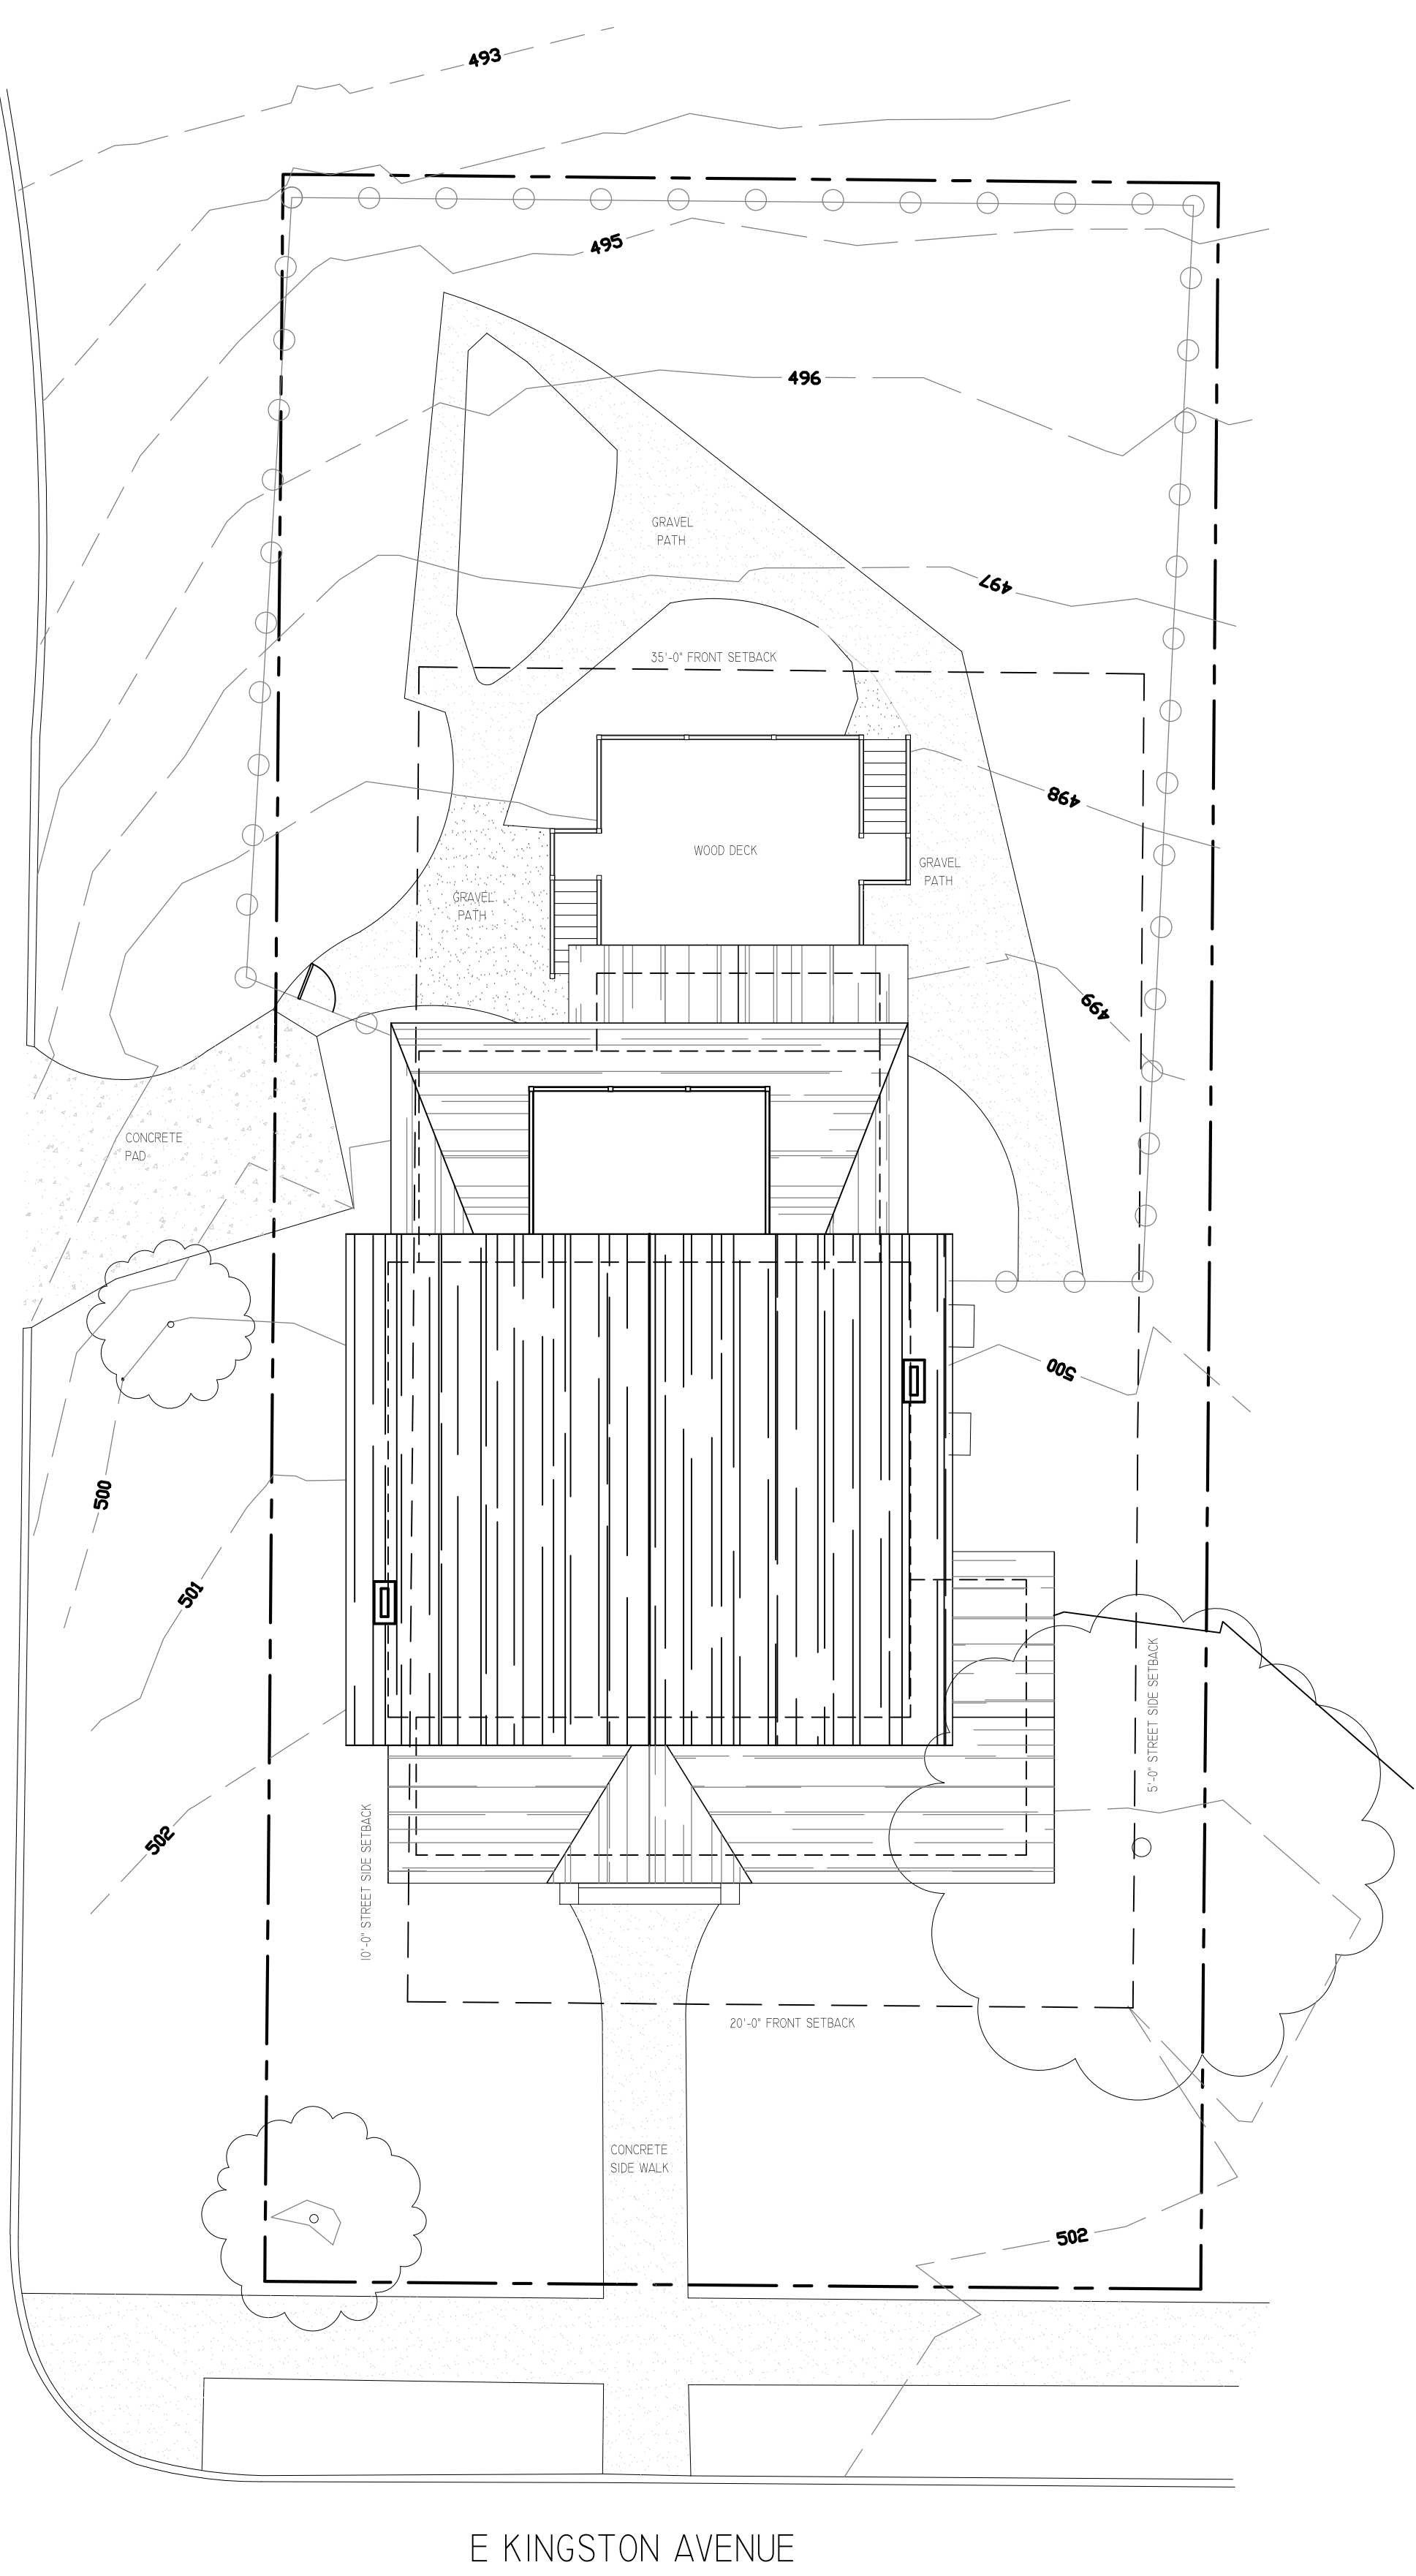 493
495
496
GRAVEL
PATH
497
35'-0" FRONT SETBACK
498
WOOD DECK
GRAVEL
PATH
GRAVEL
PATH
499
CONCRETE
PAD
500
500
501
5'-0" STREET SIDE SETBACK
502
10'-0" STREET SIDE SETBACK
20'-0" FRONT SETBACK
CONCRETE
SIDE WALK
502
E KINGSTON AVENUE